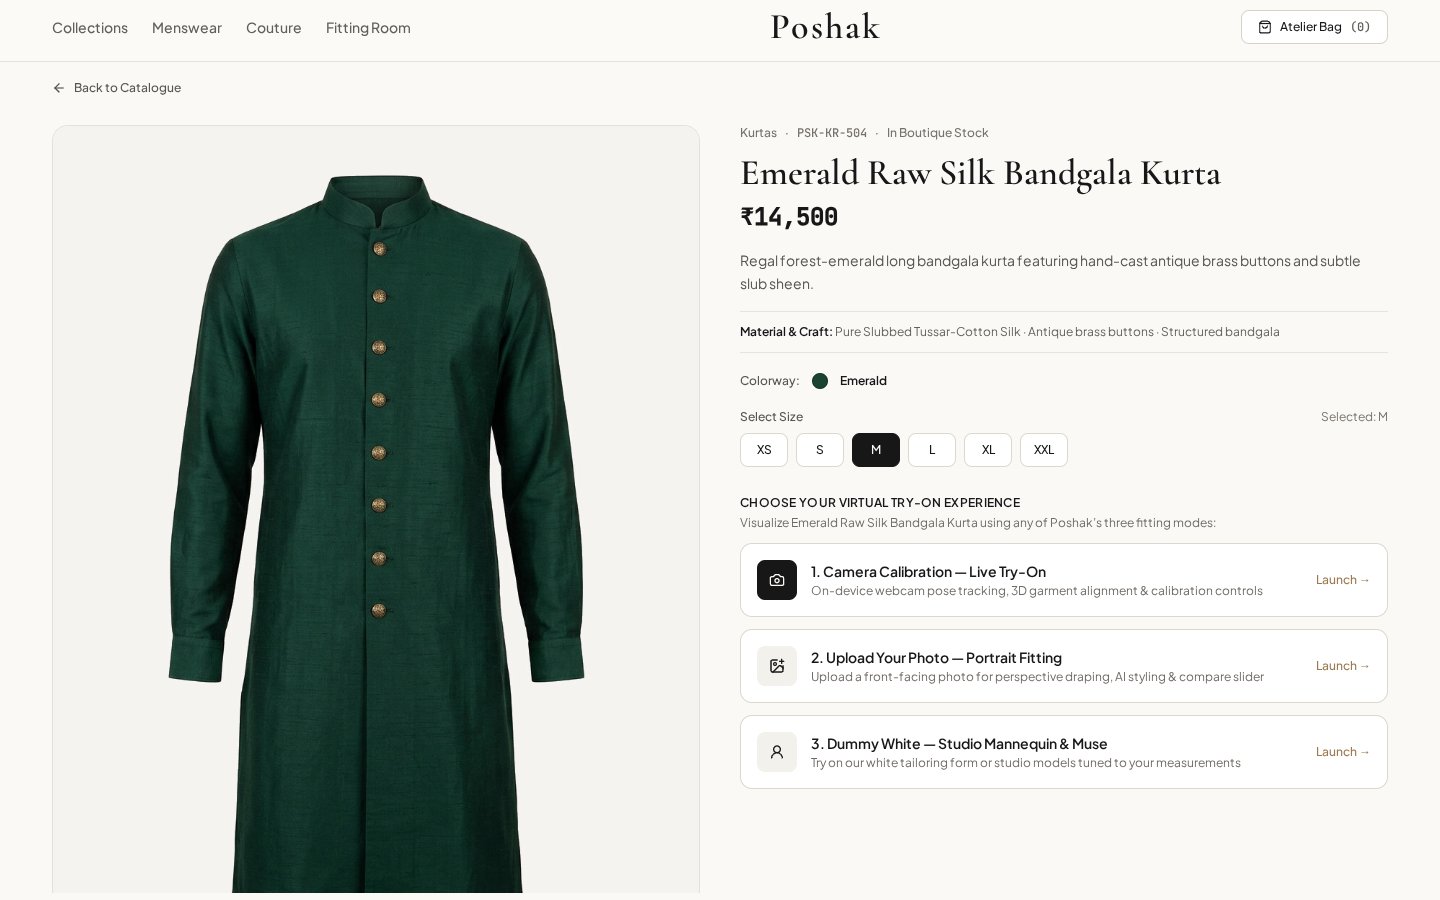 Collections
Menswear
Couture
Fitting Room
Poshak
Atelier Bag (0)
← Back to Catalogue
Kurtas · PSK-KR-504 · In Boutique Stock
Emerald Raw Silk Bandgala Kurta
₹14,500
Regal forest-emerald long bandgala kurta featuring hand-cast antique brass buttons and subtle
slub sheen.
Material & Craft: Pure Slubbed Tussar-Cotton Silk · Antique brass buttons · Structured bandgala
Colorway: Emerald
Select Size
Selected: M
XS
S
M
L
XL
XXL
CHOOSE YOUR VIRTUAL TRY-ON EXPERIENCE
Visualize Emerald Raw Silk Bandgala Kurta using any of Poshak's three fitting modes:
1. Camera Calibration — Live Try-On
On-device webcam pose tracking, 3D garment alignment & calibration controls
Launch →
2. Upload Your Photo — Portrait Fitting
Upload a front-facing photo for perspective draping, AI styling & compare slider
Launch →
3. Dummy White — Studio Mannequin & Muse
Try on our white tailoring form or studio models tuned to your measurements
Launch →